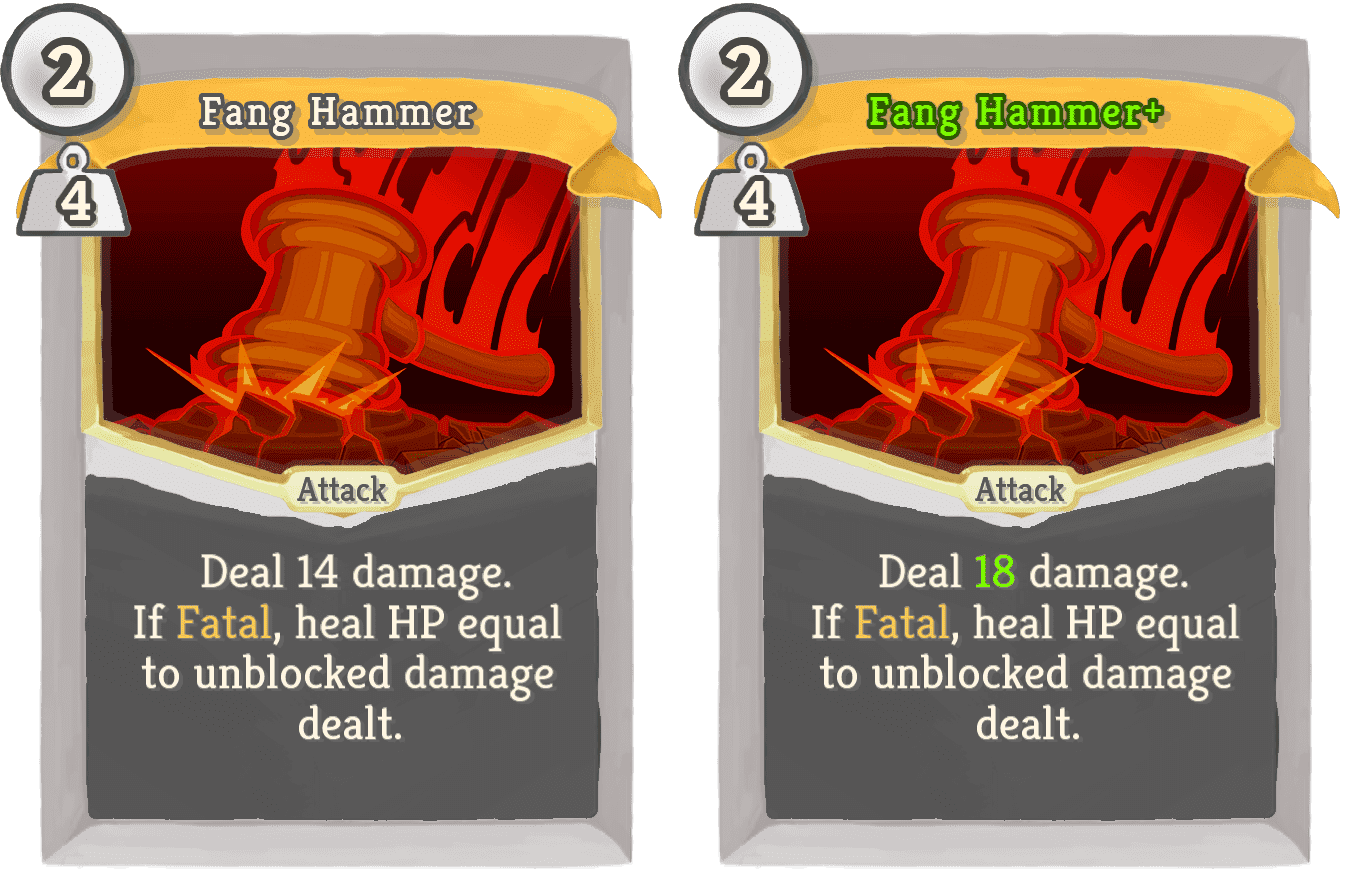 2
Fang Hammer
4
Attack
Deal 14 damage.
If Fatal, heal HP equal
to unblocked damage
dealt.
2
Fang Hammer+
4
Attack
Deal 18 damage.
If Fatal, heal HP equal
to unblocked damage
dealt.